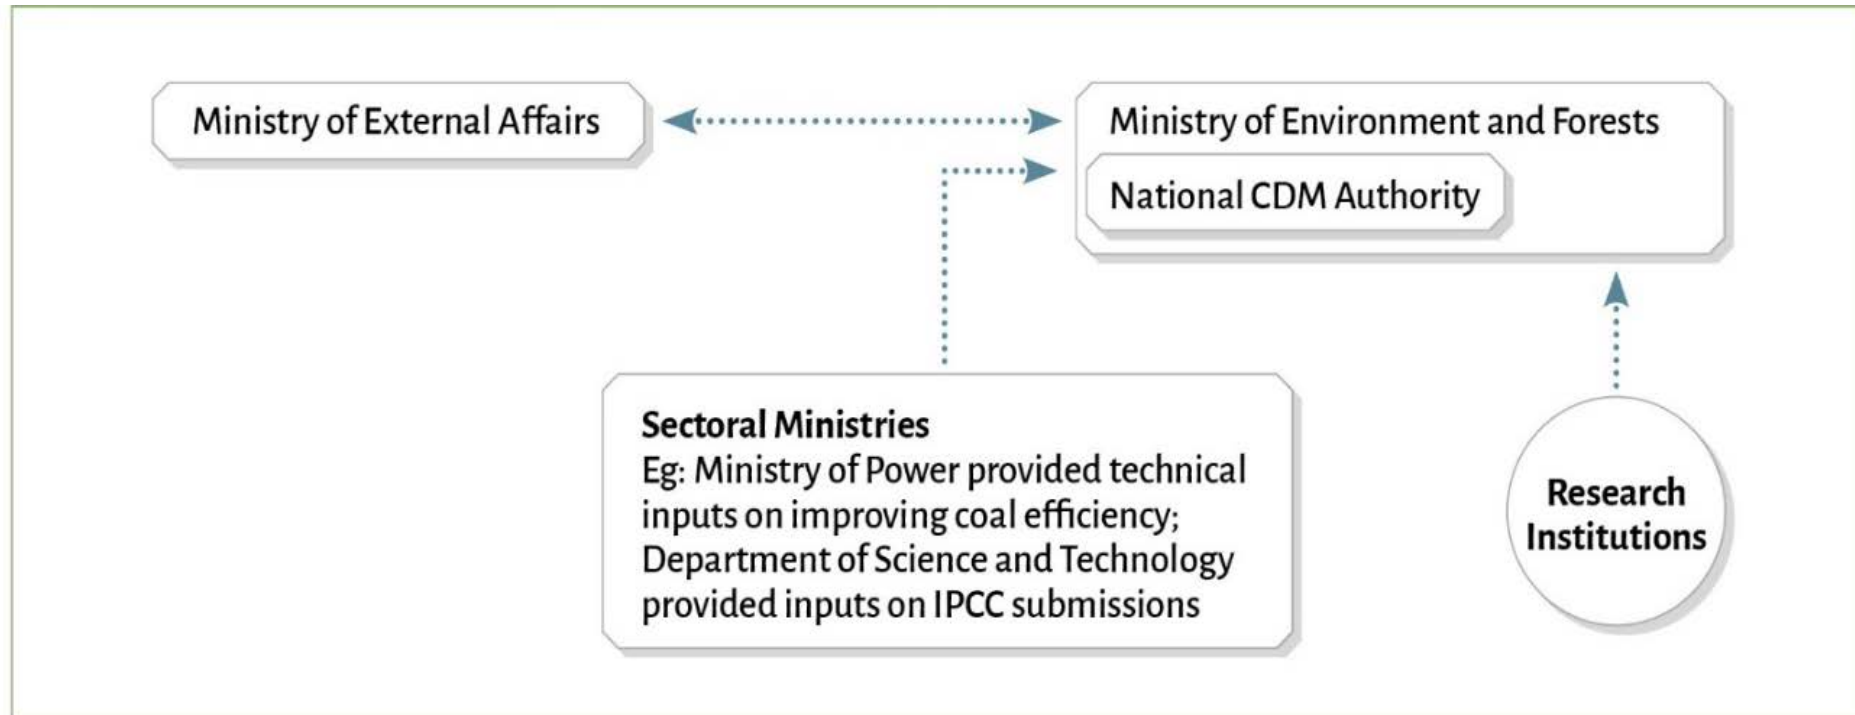 Ministry of External Affairs
Ministry of Environment and Forests
National CDM Authority
Sectoral Ministries
Eg: Ministry of Power provided technical
inputs on improving coal efficiency;
Department of Science and Technology
provided inputs on IPCC submissions
Research
Institutions